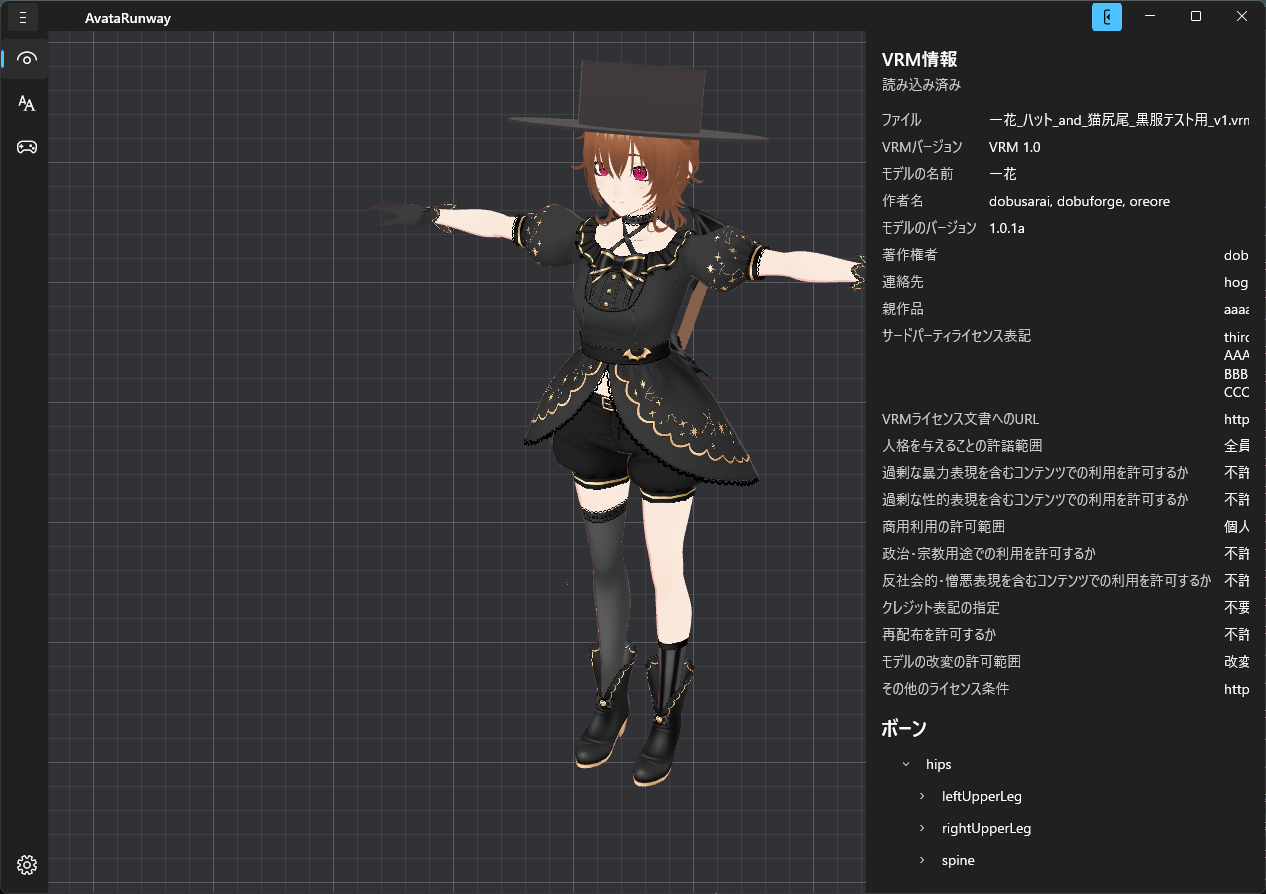 AvataRunway
VRM情報
読み込み済み
ファイル 一花_ハット_and_猫尻尾_黒服テスト用_v1.vrm
VRMバージョン VRM 1.0
モデルの名前 一花
作者名 dobusarai, dobuforge, oreore
モデルのバージョン 1.0.1a
著作権者 dob
連絡先 hog
親作品 aaaa
サードパーティライセンス表記 third
AAA
BBB
CCC
VRMライセンス文書へのURL http
人格を与えることの許諾範囲 全員
過剰な暴力表現を含むコンテンツでの利用を許可するか 不許
過剰な性的表現を含むコンテンツでの利用を許可するか 不許
商用利用の許可範囲 個人
政治・宗教用途での利用を許可するか 不許
反社会的・憎悪表現を含むコンテンツでの利用を許可するか 不許
クレジット表記の指定 不要
再配布を許可するか 不許
モデルの改変の許可範囲 改変
その他のライセンス条件 http
ボーン
hips
leftUpperLeg
rightUpperLeg
spine